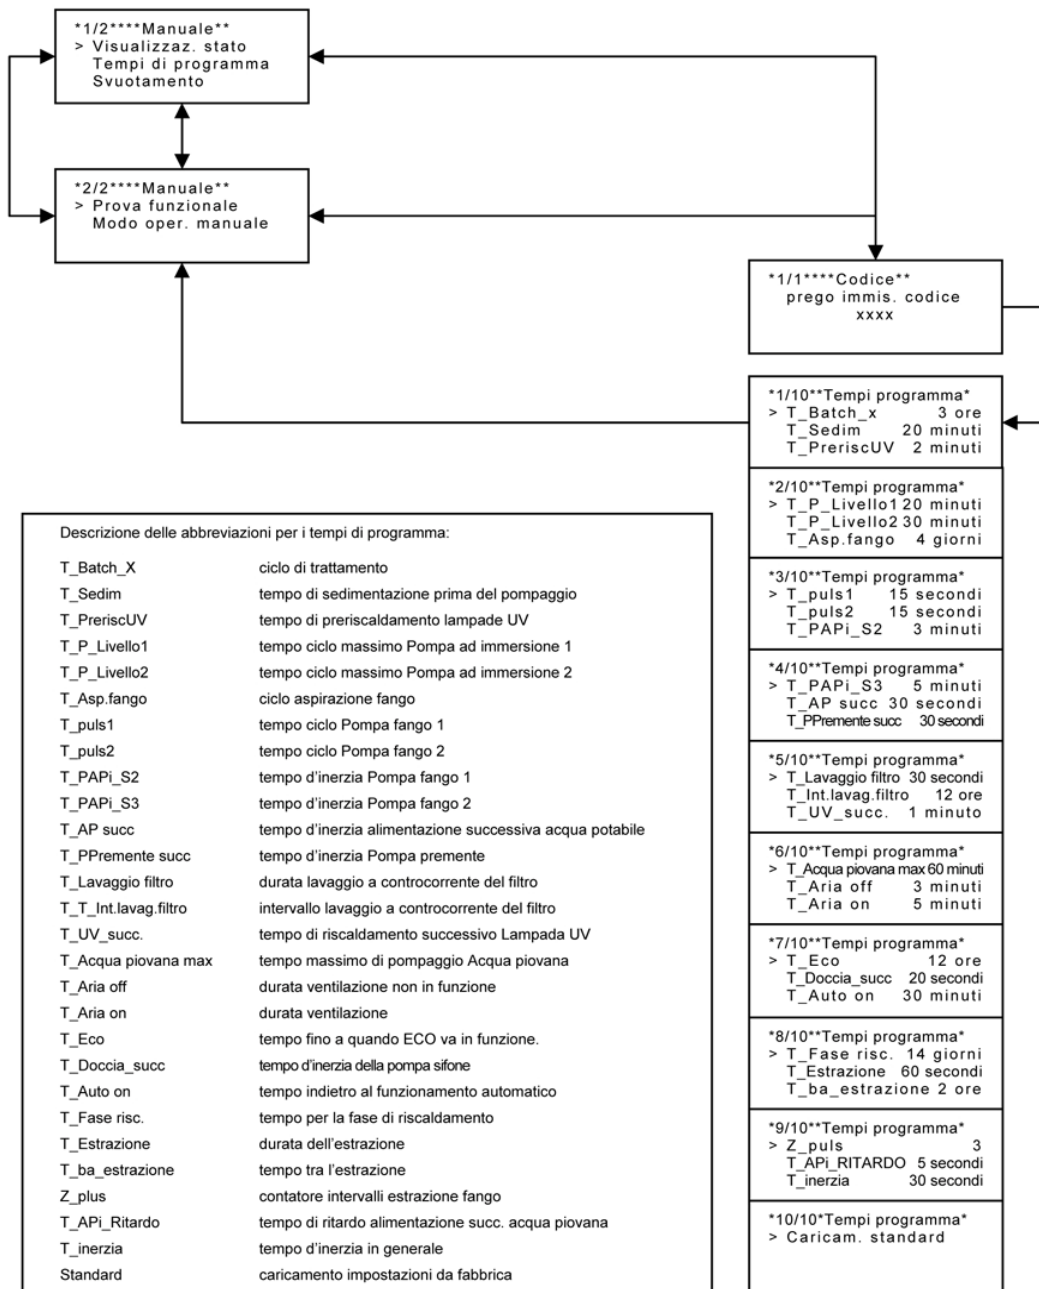 *1/2****Manuale**
> Visualizzaz. stato
Tempi di programma
Svuotamento
*2/2****Manuale**
> Prova funzionale
Modo oper. manuale
*1/1****Codice**
prego immis. codice
xxxx
*1/10**Tempi programma*
> T_Batch_x 3 ore
T_Sedim 20 minuti
T_PreriscUV 2 minuti
*2/10**Tempi programma*
> T_P_Livello1 20 minuti
T_P_Livello2 30 minuti
T_Asp.fango 4 giorni
*3/10**Tempi programma*
> T_puls1 15 secondi
T_puls2 15 secondi
T_PAPi_S2 3 minuti
*4/10**Tempi programma*
> T_PAPi_S3 5 minuti
T_AP succ 30 secondi
T_PPremente succ 30 secondi
*5/10**Tempi programma*
> T_Lavaggio filtro 30 secondi
T_Int.lavag.filtro 12 ore
T_UV_succ. 1 minuto
*6/10**Tempi programma*
> T_Acqua piovana max 60 minuti
T_Aria off 3 minuti
T_Aria on 5 minuti
*7/10**Tempi programma*
> T_Eco 12 ore
T_Doccia_succ 20 secondi
T_Auto on 30 minuti
*8/10**Tempi programma*
> T_Fase risc. 14 giorni
T_Estrazione 60 secondi
T_ba_estrazione 2 ore
*9/10**Tempi programma*
> Z_puls 3
T_APi_RITARDO 5 secondi
T_inerzia 30 secondi
*10/10*Tempi programma*
> Caricam. standard
Descrizione delle abbreviazioni per i tempi di programma:
T_Batch_X ciclo di trattamento
T_Sedim tempo di sedimentazione prima del pompaggio
T_PreriscUV tempo di preriscaldamento lampade UV
T_P_Livello1 tempo ciclo massimo Pompa ad immersione 1
T_P_Livello2 tempo ciclo massimo Pompa ad immersione 2
T_Asp.fango ciclo aspirazione fango
T_puls1 tempo ciclo Pompa fango 1
T_puls2 tempo ciclo Pompa fango 2
T_PAPi_S2 tempo d'inerzia Pompa fango 1
T_PAPi_S3 tempo d'inerzia Pompa fango 2
T_AP succ tempo d'inerzia alimentazione successiva acqua potabile
T_PPremente succ tempo d'inerzia Pompa premente
T_Lavaggio filtro durata lavaggio a controcorrente del filtro
T_T_Int.lavag.filtro intervallo lavaggio a controcorrente del filtro
T_UV_succ. tempo di riscaldamento successivo Lampada UV
T_Acqua piovana max tempo massimo di pompaggio Acqua piovana
T_Aria off durata ventilazione non in funzione
T_Aria on durata ventilazione
T_Eco tempo fino a quando ECO va in funzione.
T_Doccia_succ tempo d'inerzia della pompa sifone
T_Auto on tempo indietro al funzionamento automatico
T_Fase risc. tempo per la fase di riscaldamento
T_Estrazione durata dell'estrazione
T_ba_estrazione tempo tra l'estrazione
Z_plus contatore intervalli estrazione fango
T_APi_Ritardo tempo di ritardo alimentazione succ. acqua piovana
T_inerzia tempo d'inerzia in generale
Standard caricamento impostazioni da fabbrica